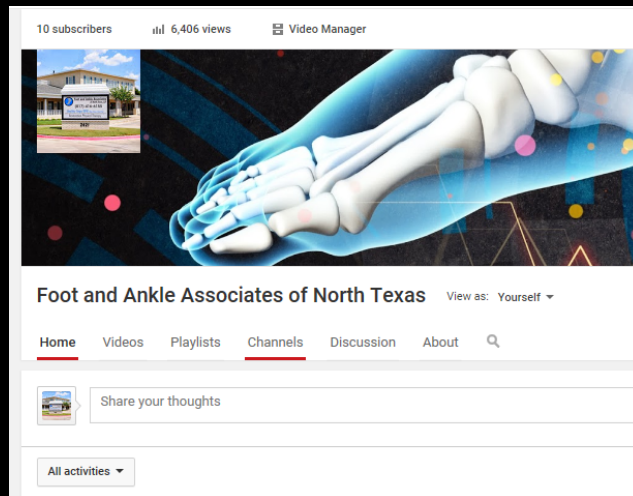 10 subscribers
6,406 views
Video Manager
Foot and Ankle Associates of North Texas
View as: Yourself
Home
Videos
Playlists
Channels
Discussion
About
Share your thoughts
All activities